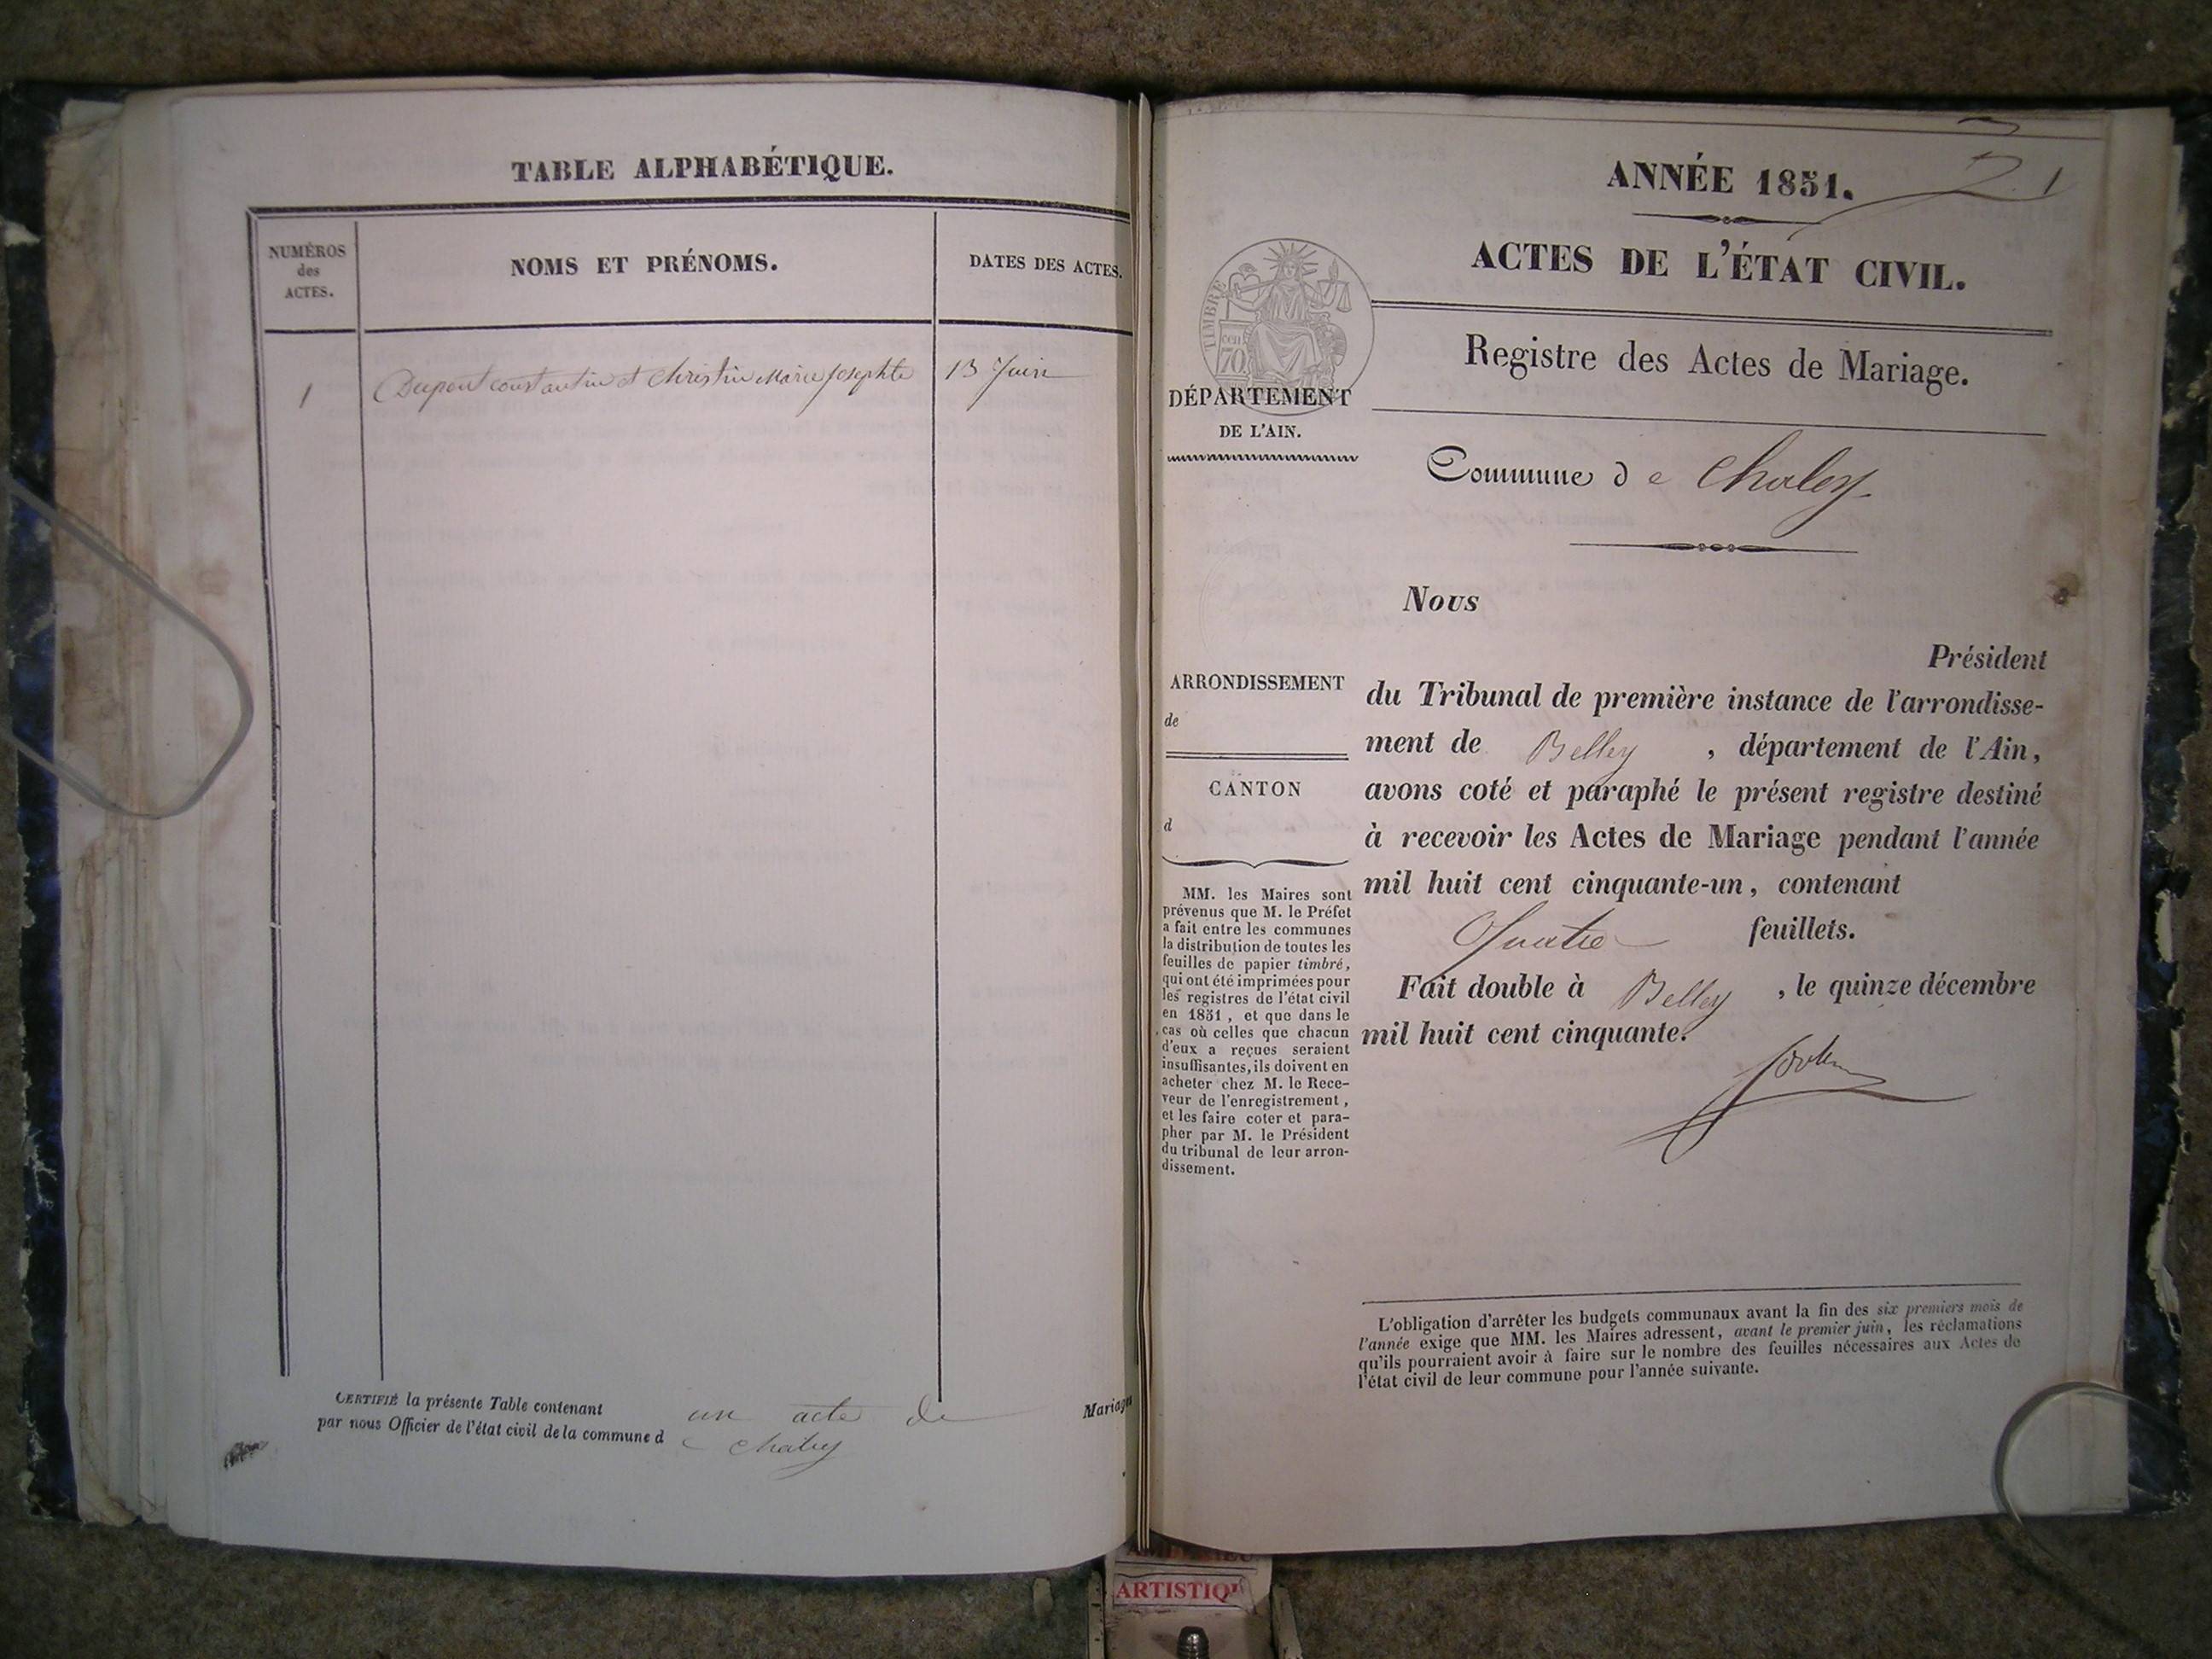 TABLE ALPHABÉTIQUE.
NUMÉROS
des
ACTES.
NOMS ET PRÉNOMS.
DATES DES ACTES.
1
Dupont constantin et Christin Marie Josephte
13 Juin
CERTIFIÉ la présente Table contenant un acte de Mariages
par nous Officier de l'état civil de la commune d e chaley
ANNÉE 1851.
ACTES DE L'ÉTAT CIVIL.
Registre des Actes de Mariage.
TIMBRE
cen
70
DÉPARTEMENT
DE L'AIN.
Commune d e Chaley
Nous
Président
du Tribunal de première instance de l'arrondisse-
ment de Belley , département de l'Ain,
avons coté et paraphé le présent registre destiné
à recevoir les Actes de Mariage pendant l'année
mil huit cent cinquante-un, contenant
Quatre feuillets.
Fait double à Belley , le quinze décembre
mil huit cent cinquante.
ARRONDISSEMENT
de
CANTON
d
MM. les Maires sont
prévenus que M. le Préfet
a fait entre les communes
la distribution de toutes les
feuilles de papier timbré,
qui ont été imprimées pour
les registres de l'état civil
en 1851, et que dans le
cas où celles que chacun
d'eux a reçues seraient
insuffisantes, ils doivent en
acheter chez M. le Rece-
veur de l'enregistrement,
et les faire coter et para-
pher par M. le Président
du tribunal de leur arron-
dissement.
L'obligation d'arrêter les budgets communaux avant la fin des six premiers mois de
l'année exige que MM. les Maires adressent, avant le premier juin, les réclamations
qu'ils pourraient avoir à faire sur le nombre des feuilles nécessaires aux Actes de
l'état civil de leur commune pour l'année suivante.
ARTISTIQ